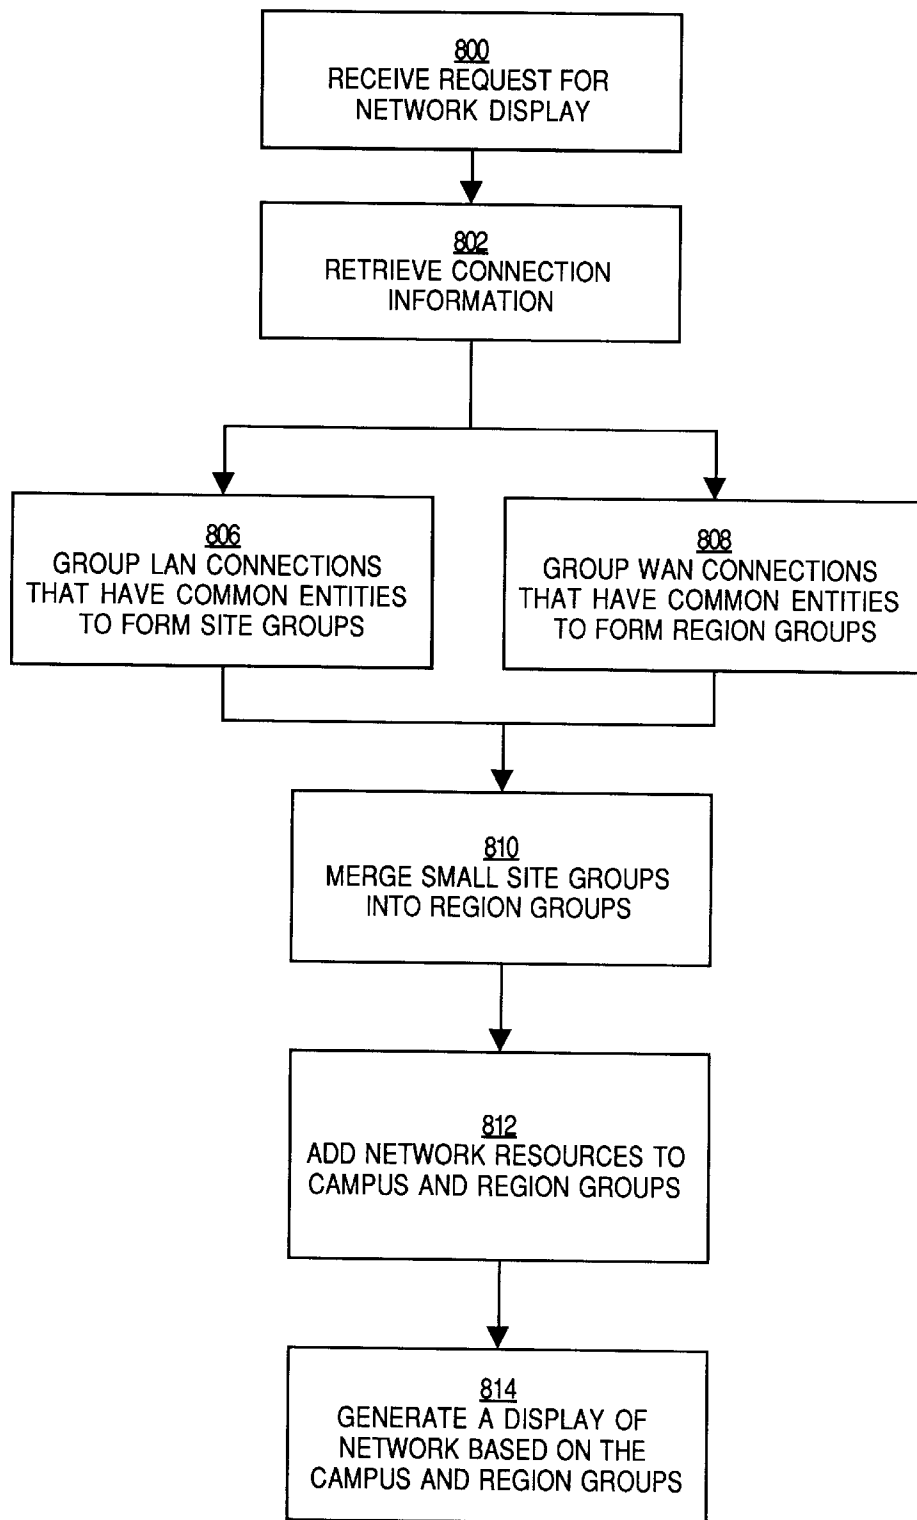 800
RECEIVE REQUEST FOR
NETWORK DISPLAY
802
RETRIEVE CONNECTION
INFORMATION
806
GROUP LAN CONNECTIONS
THAT HAVE COMMON ENTITIES
TO FORM SITE GROUPS
808
GROUP WAN CONNECTIONS
THAT HAVE COMMON ENTITIES
TO FORM REGION GROUPS
810
MERGE SMALL SITE GROUPS
INTO REGION GROUPS
812
ADD NETWORK RESOURCES TO
CAMPUS AND REGION GROUPS
814
GENERATE A DISPLAY OF
NETWORK BASED ON THE
CAMPUS AND REGION GROUPS